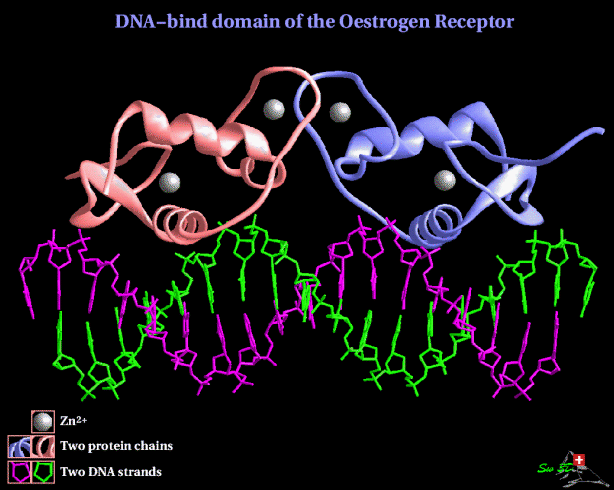 DNA–bind domain of the Oestrogen Receptor
Zn2+
Two protein chains
Two DNA strands